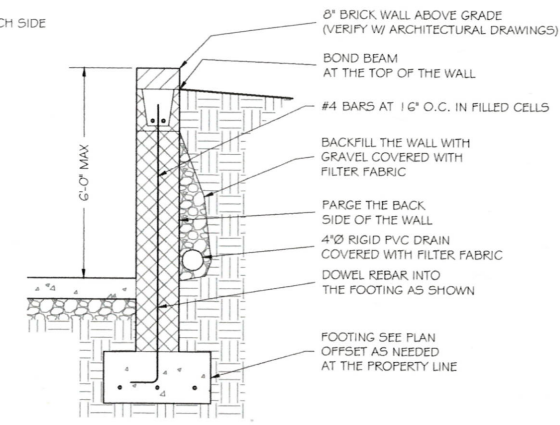 CH SIDE
8" BRICK WALL ABOVE GRADE
(VERIFY W/ ARCHITECTURAL DRAWINGS)
BOND BEAM
AT THE TOP OF THE WALL
#4 BARS AT 16" O.C. IN FILLED CELLS
BACKFILL THE WALL WITH
GRAVEL COVERED WITH
FILTER FABRIC
6'-0" MAX
PARGE THE BACK
SIDE OF THE WALL
4"Ø RIGID PVC DRAIN
COVERED WITH FILTER FABRIC
DOWEL REBAR INTO
THE FOOTING AS SHOWN
FOOTING SEE PLAN
OFFSET AS NEEDED
AT THE PROPERTY LINE